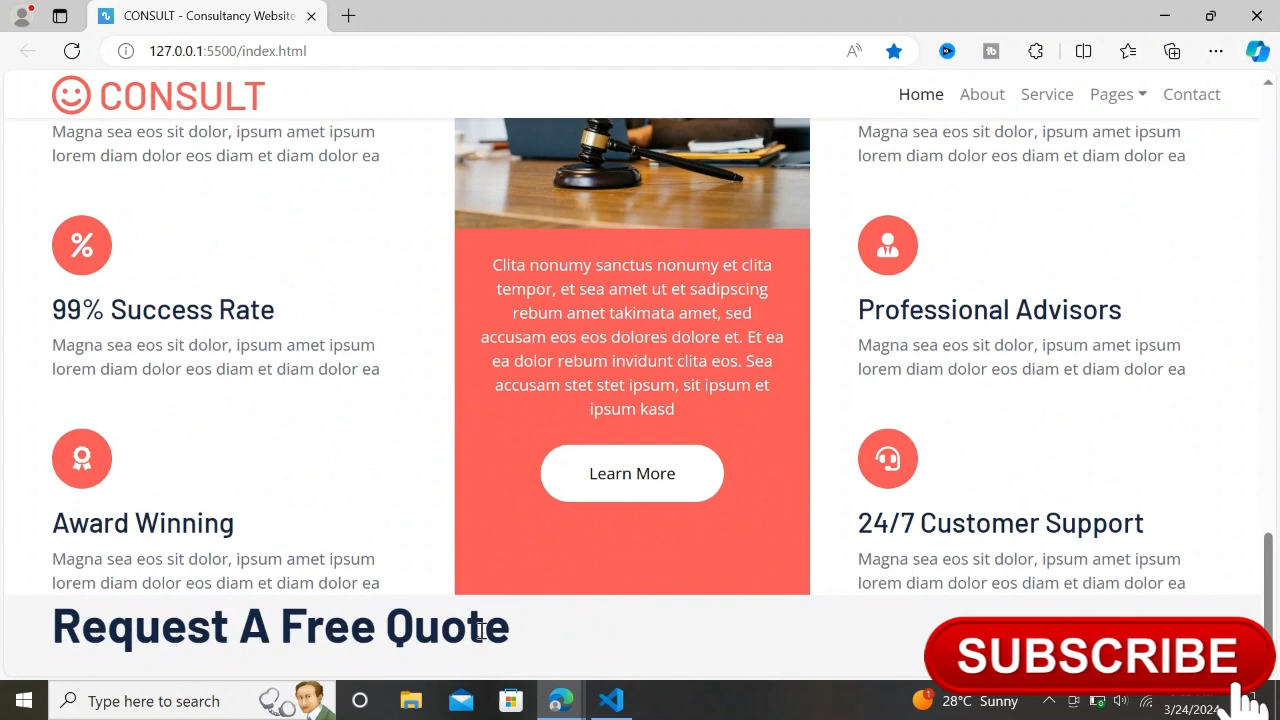 CONSULT - Consultancy Website
127.0.0.1:5500/index.html
CONSULT
Home About Service Pages Contact
Magna sea eos sit dolor, ipsum amet ipsum
lorem diam dolor eos diam et diam dolor ea
99% Success Rate
Magna sea eos sit dolor, ipsum amet ipsum
lorem diam dolor eos diam et diam dolor ea
Award Winning
Magna sea eos sit dolor, ipsum amet ipsum
lorem diam dolor eos diam et diam dolor ea
Clita nonumy sanctus nonumy et clita
tempor, et sea amet ut et sadipscing
rebum amet takimata amet, sed
accusam eos eos dolores dolore et. Et ea
ea dolor rebum invidunt clita eos. Sea
accusam stet stet ipsum, sit ipsum et
ipsum kasd
Learn More
Magna sea eos sit dolor, ipsum amet ipsum
lorem diam dolor eos diam et diam dolor ea
Professional Advisors
Magna sea eos sit dolor, ipsum amet ipsum
lorem diam dolor eos diam et diam dolor ea
24/7 Customer Support
Magna sea eos sit dolor, ipsum amet ipsum
lorem diam dolor eos diam et diam dolor ea
Request A Free Quote
SUBSCRIBE
Type here to search
1
28°C Sunny
3/24/2024